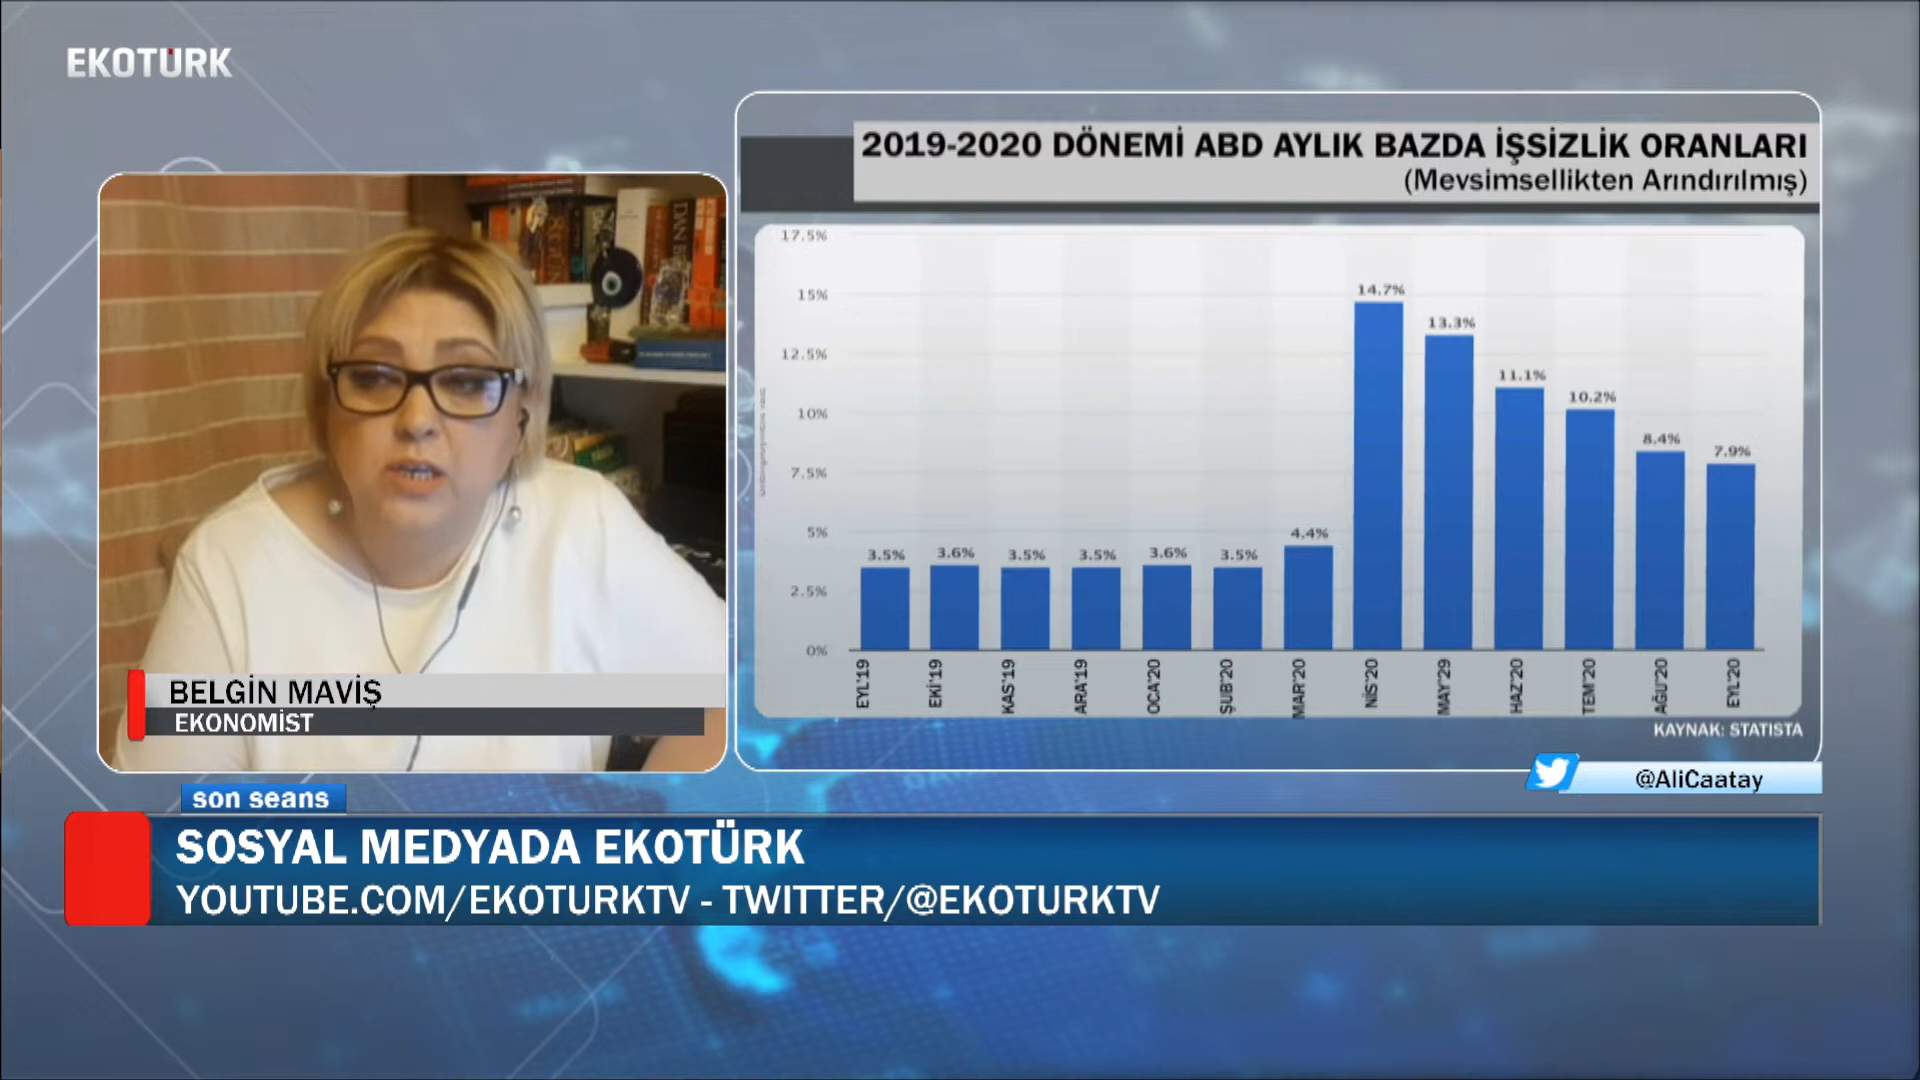 EKOTÜRK
2019-2020 DÖNEMİ ABD AYLIK BAZDA İŞSİZLİK ORANLARI
(Mevsimsellikten Arındırılmış)
17.5%
15%
12.5%
10%
7.5%
5%
2.5%
0%
3.5%
3.6%
3.5%
3.5%
3.6%
3.5%
4.4%
14.7%
13.3%
11.1%
10.2%
8.4%
7.9%
EYL'19
EKİ'19
KAS'19
ARA'19
OCA'20
ŞUB'20
MAR'20
NİS'20
MAY'29
HAZ'20
TEM'20
AĞU'20
EYL'20
KAYNAK: STATISTA
@AliCaatay
BELGİN MAVİŞ
EKONOMİST
son seans
SOSYAL MEDYADA EKOTÜRK
YOUTUBE.COM/EKOTURKTV - TWITTER/@EKOTURKTV